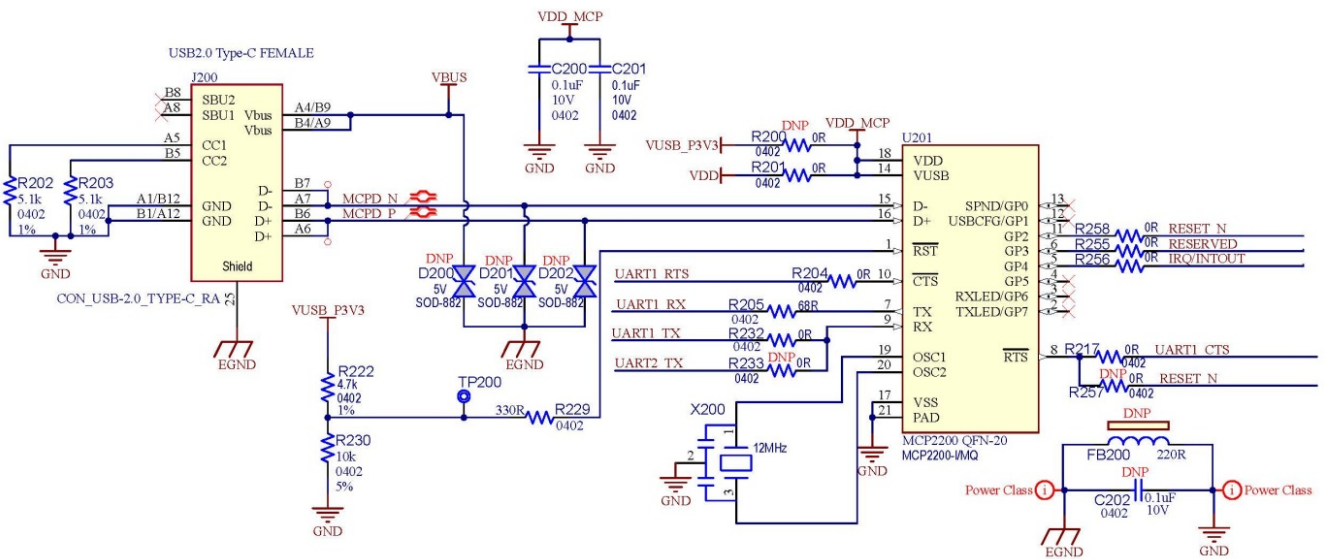 VDD_MCP
USB2.0 Type-C FEMALE
J200
B8 SBU2
A8 SBU1
Vbus A4/B9
Vbus B4/A9
A5 CC1
B5 CC2
D- B7
D- A7
D+ B6
D+ A6
A1/B12 GND
B1/A12 GND
Shield
25
CON_USB-2.0_TYPE-C_RA
R202
5.1k
0402
1%
R203
5.1k
0402
1%
GND
EGND
VBUS
MCPD_N
MCPD_P
C200
0.1uF
10V
0402
C201
0.1uF
10V
0402
GND
GND
DNP
D200
5V
SOD-882
DNP
D201
5V
SOD-882
DNP
D202
5V
SOD-882
EGND
VUSB_P3V3
R222
4.7k
0402
1%
R230
10k
0402
5%
GND
TP200
330R R229
0402
DNP
VDD_MCP
VUSB_P3V3 R200 0R
0402
VDD R201 0R
0402
UART1_RTS R204 0R
0402
UART1_RX R205 68R
0402
UART1_TX R232 0R
0402
DNP
UART2_TX R233 0R
0402
X200
1
2
3
12MHz
GND
U201
18 VDD
14 VUSB
15 D-
16 D+
1 RST
10 CTS
7 TX
9 RX
19 OSC1
20 OSC2
17 VSS
21 PAD
SPND/GP0 13
USBCFG/GP1 12
GP2 11
GP3 6
GP4 5
GP5 4
RXLED/GP6 3
TXLED/GP7 2
RTS 8
MCP2200 QFN-20
MCP2200-I/MQ
GND
R258 0R RESET_N
R255 0R RESERVED
R256 0R IRQ/INTOUT
R217 0R UART1_CTS
0402
DNP
R257 0R RESET_N
0402
DNP
FB200 220R
DNP
C202 0.1uF
0402 10V
Power Class i
i Power Class
EGND
GND